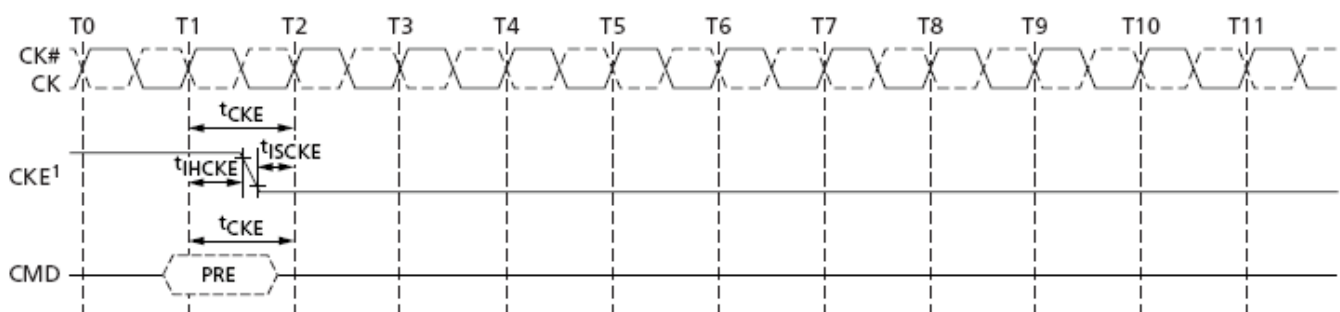 T0 T1 T2 T3 T4 T5 T6 T7 T8 T9 T10 T11
CK#
CK
tCKE
tISCKE
tIHCKE
CKE1
tCKE
CMD PRE